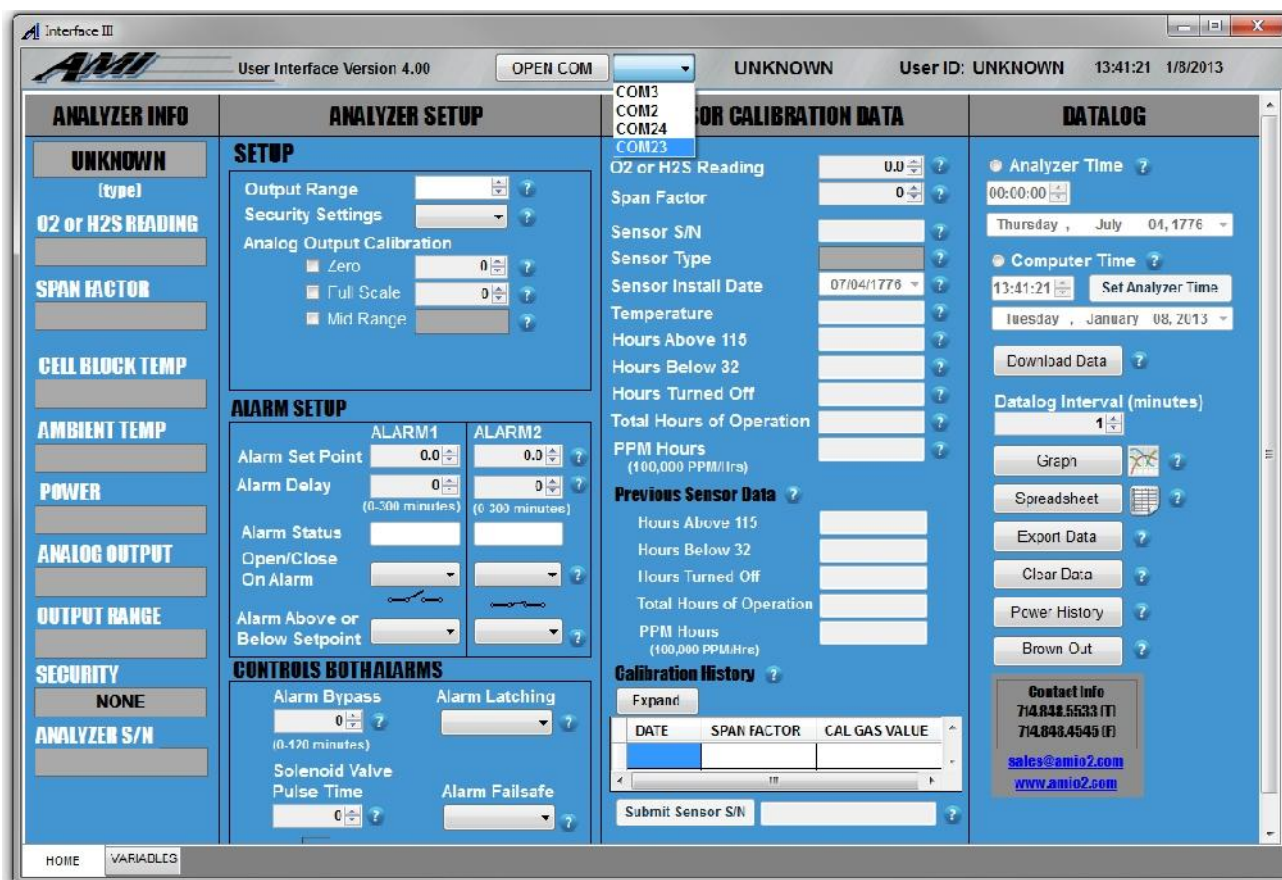 Interface III
AMI User Interface Version 4.00 OPEN COM UNKNOWN User ID: UNKNOWN 13:41:21 1/8/2013
COM3
COM2
COM24
COM23
ANALYZER INFO
UNKNOWN
(type)
O2 or H2S READING
SPAN FACTOR
CELL BLOCK TEMP
AMBIENT TEMP
POWER
ANALOG OUTPUT
OUTPUT RANGE
SECURITY
NONE
ANALYZER S/N
ANALYZER SETUP
SETUP
Output Range ?
Security Settings ?
Analog Output Calibration
Zero 0 ?
Full Scale 0 ?
Mid Range ?
ALARM SETUP
ALARM1 ALARM2
Alarm Set Point 0.0 0.0 ?
Alarm Delay 0 0 ?
(0-300 minutes) (0 300 minutes)
Alarm Status
Open/Close
On Alarm ?
Alarm Above or
Below Setpoint ?
CONTROLS BOTH ALARMS
Alarm Bypass Alarm Latching
0 ? ?
(0-120 minutes)
Solenoid Valve
Pulse Time Alarm Failsafe
0 ? ?
OR CALIBRATION DATA
O2 or H2S Reading 0.0 ?
Span Factor 0 ?
Sensor S/N ?
Sensor Type ?
Sensor Install Date 07/04/1776 ?
Temperature ?
Hours Above 115 ?
Hours Below 32 ?
Hours Turned Off ?
Total Hours of Operation ?
PPM Hours ?
(100,000 PPM/Hrs)
Previous Sensor Data ?
Hours Above 115
Hours Below 32
Hours Turned Off
Total Hours of Operation
PPM Hours
(100,000 PPM/Hrs)
Calibration History ?
Expand
DATE SPAN FACTOR CAL GAS VALUE
Submit Sensor S/N ?
DATALOG
Analyzer Time ?
00:00:00
Thursday , July 04, 1776
Computer Time ?
13:41:21 Set Analyzer Time
Tuesday , January 08, 2013
Download Data ?
Datalog Interval (minutes)
1
Graph ?
Spreadsheet ?
Export Data ?
Clear Data ?
Power History ?
Brown Out ?
Contact Info
714.848.5533 (T)
714.848.4545 (F)
sales@amio2.com
www.amio2.com
HOME VARIABLES